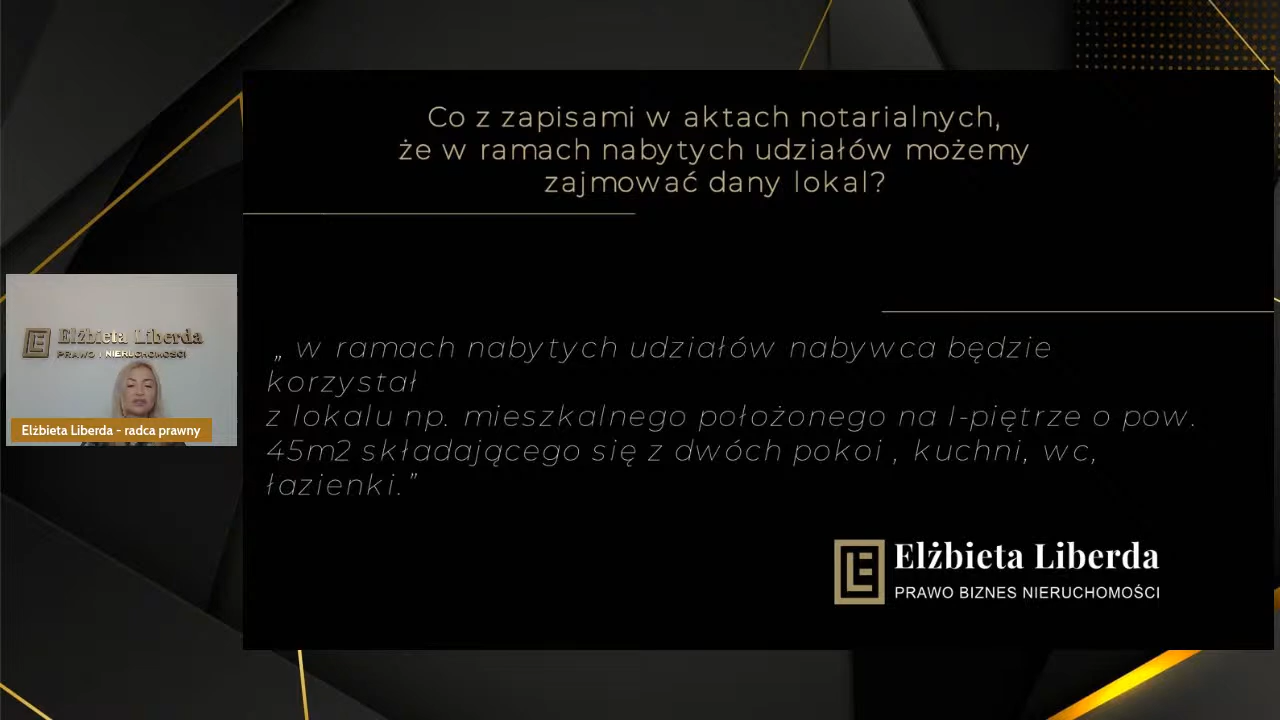 Co z zapisami w aktach notarialnych,
że w ramach nabytych udziałów możemy
zajmować dany lokal?
„ w ramach nabytych udziałów nabywca będzie
korzystał
z lokalu np. mieszkalnego położonego na I-piętrze o pow.
45m2 składającego się z dwóch pokoi , kuchni, wc,
łazienki.”
Elżbieta Liberda
PRAWO I NIERUCHOMOŚCI
Elżbieta Liberda - radca prawny
Elżbieta Liberda
PRAWO BIZNES NIERUCHOMOŚCI